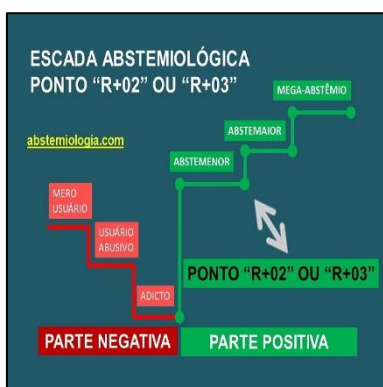 ESCADA ABSTEMIOLÓGICA
PONTO “R+02” OU “R+03”
MEGA-ABSTÊMIO
abstemiologia.com
ABSTEMAIOR
ABSTEMENOR
MERO
USUÁRIO
USUÁRIO
ABUSIVO
ADICTO
PONTO “R+02” OU “R+03”
PARTE NEGATIVA
PARTE POSITIVA